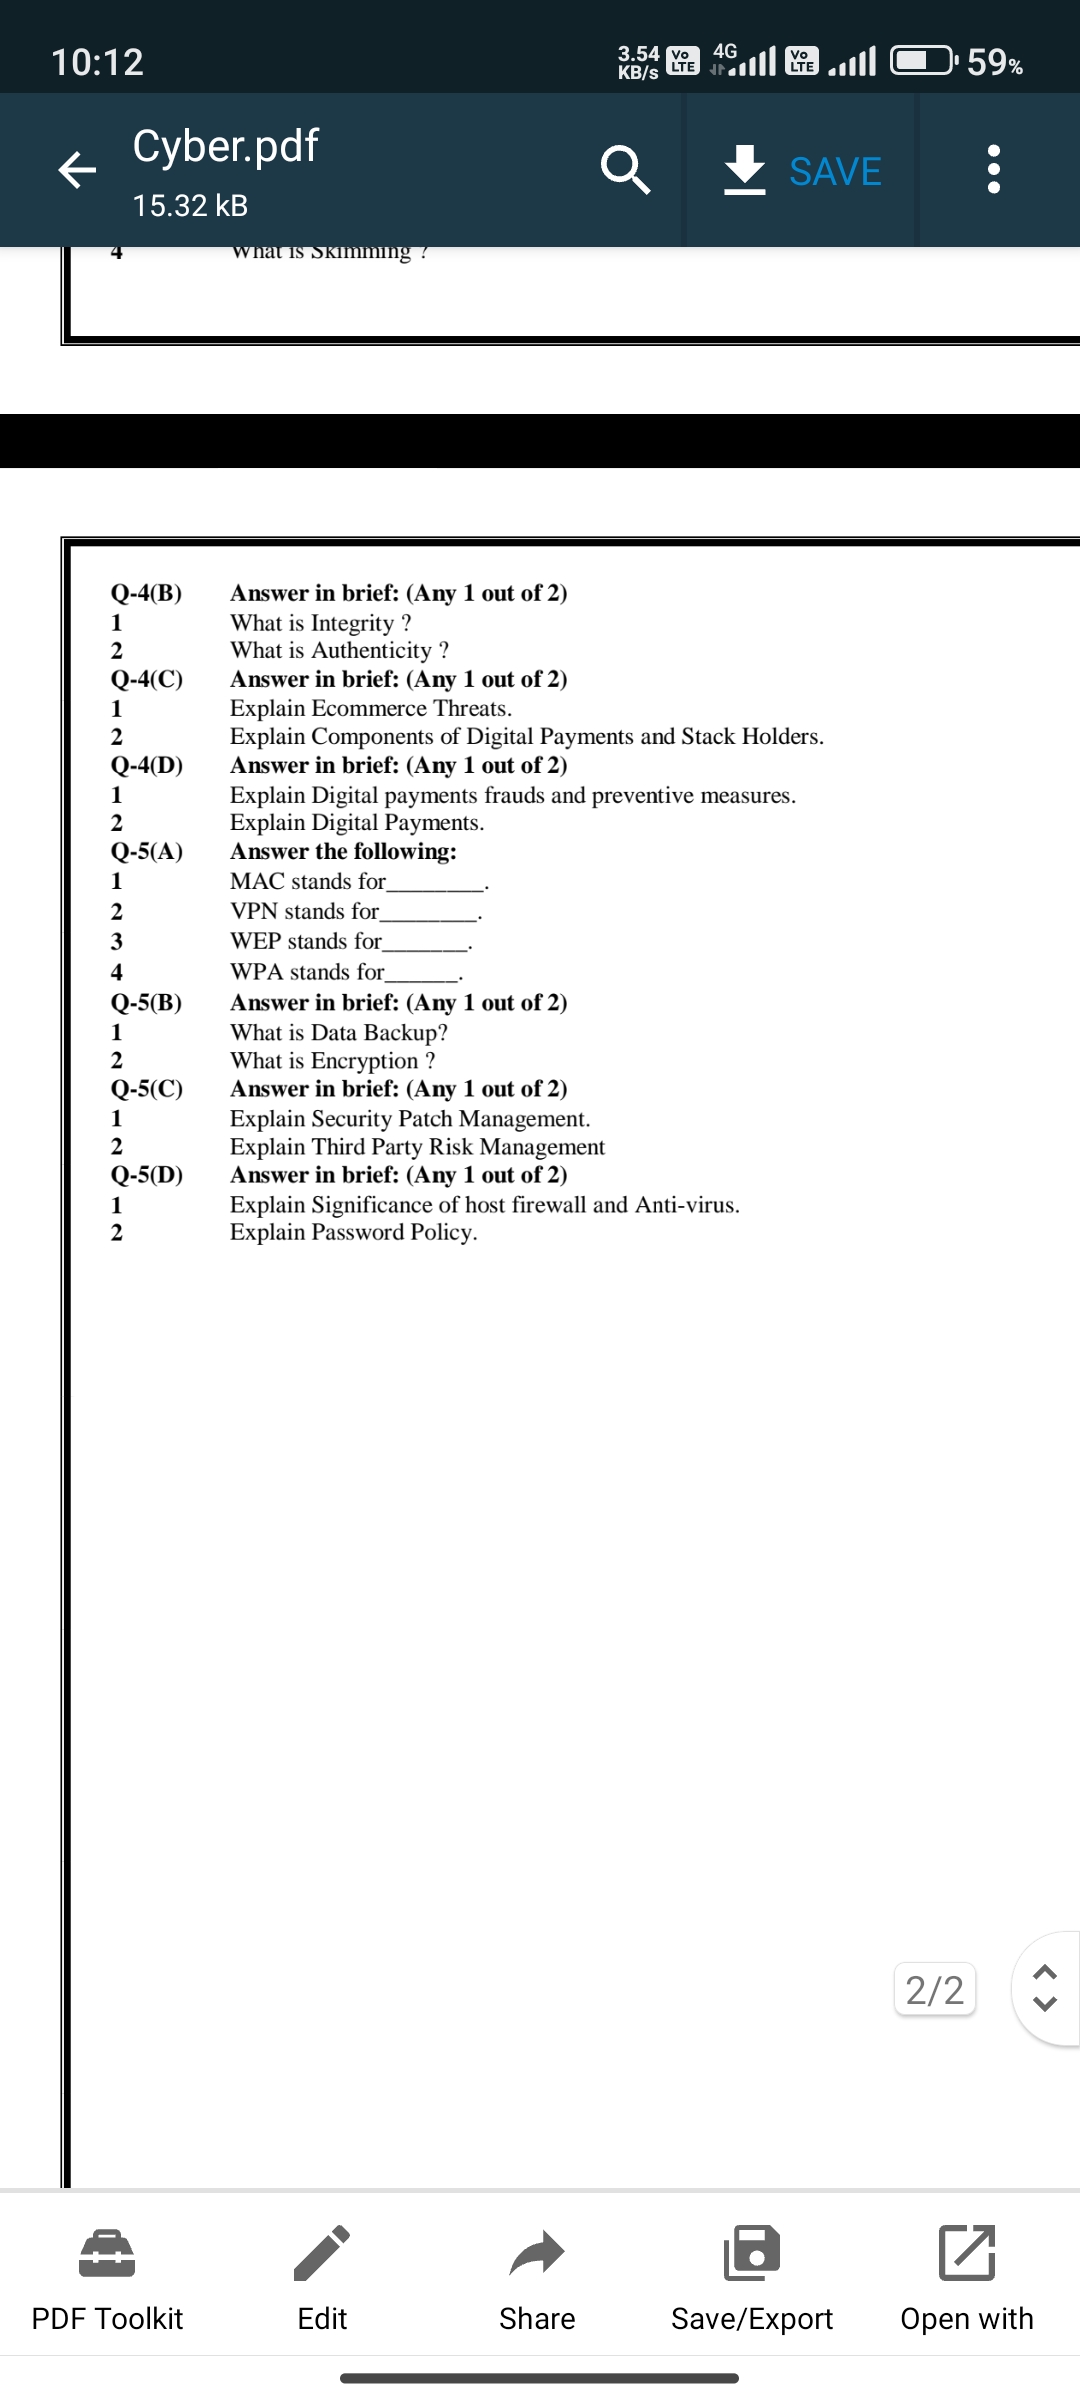 10:12
3.54 KB/s Vo LTE 4G Vo LTE 59%
Cyber.pdf
15.32 kB
SAVE
4 What is Skimming ?
Q-4(B) Answer in brief: (Any 1 out of 2)
1 What is Integrity ?
2 What is Authenticity ?
Q-4(C) Answer in brief: (Any 1 out of 2)
1 Explain Ecommerce Threats.
2 Explain Components of Digital Payments and Stack Holders.
Q-4(D) Answer in brief: (Any 1 out of 2)
1 Explain Digital payments frauds and preventive measures.
2 Explain Digital Payments.
Q-5(A) Answer the following:
1 MAC stands for________.
2 VPN stands for________.
3 WEP stands for_______.
4 WPA stands for______.
Q-5(B) Answer in brief: (Any 1 out of 2)
1 What is Data Backup?
2 What is Encryption ?
Q-5(C) Answer in brief: (Any 1 out of 2)
1 Explain Security Patch Management.
2 Explain Third Party Risk Management
Q-5(D) Answer in brief: (Any 1 out of 2)
1 Explain Significance of host firewall and Anti-virus.
2 Explain Password Policy.
2/2
PDF Toolkit Edit Share Save/Export Open with